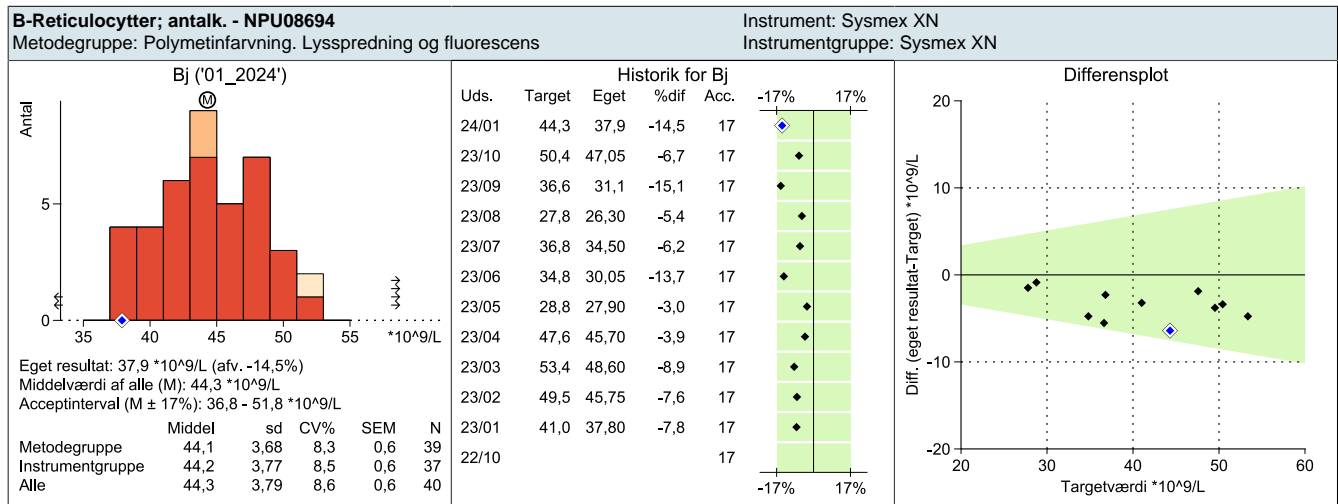 B-Reticulocytter; antalk. - NPU08694
Metodegruppe: Polymetinfarvning. Lysspredning og fluorescens
Instrument: Sysmex XN
Instrumentgruppe: Sysmex XN
Bj ('01_2024')
M
Antal
5
0
35 40 45 50 55 *10^9/L
Eget resultat: 37,9 *10^9/L (afv. -14,5%)
Middelværdi af alle (M): 44,3 *10^9/L
Acceptinterval (M ± 17%): 36,8 - 51,8 *10^9/L
Middel sd CV% SEM N
Metodegruppe 44,1 3,68 8,3 0,6 39
Instrumentgruppe 44,2 3,77 8,5 0,6 37
Alle 44,3 3,79 8,6 0,6 40
Historik for Bj
Uds. Target Eget %dif Acc. -17% 17%
24/01 44,3 37,9 -14,5 17
23/10 50,4 47,05 -6,7 17
23/09 36,6 31,1 -15,1 17
23/08 27,8 26,30 -5,4 17
23/07 36,8 34,50 -6,2 17
23/06 34,8 30,05 -13,7 17
23/05 28,8 27,90 -3,0 17
23/04 47,6 45,70 -3,9 17
23/03 53,4 48,60 -8,9 17
23/02 49,5 45,75 -7,6 17
23/01 41,0 37,80 -7,8 17
22/10 17
-17% 17%
Differensplot
Diff. (eget resultat-Target) *10^9/L
20
10
0
-10
-20
20 30 40 50 60
Targetværdi *10^9/L